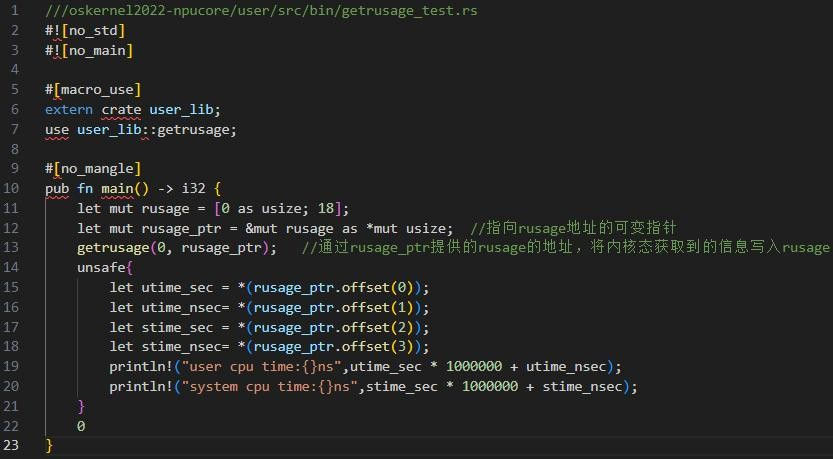 1 ///oskernel2022-npucore/user/src/bin/getrusage_test.rs
2 #![no_std]
3 #![no_main]
4
5 #[macro_use]
6 extern crate user_lib;
7 use user_lib::getrusage;
8
9 #[no_mangle]
10 pub fn main() -> i32 {
11     let mut rusage = [0 as usize; 18];
12     let mut rusage_ptr = &mut rusage as *mut usize;  //指向rusage地址的可变指针
13     getrusage(0, rusage_ptr);   //通过rusage_ptr提供的rusage的地址，将内核态获取到的信息写入rusage
14     unsafe{
15         let utime_sec = *(rusage_ptr.offset(0));
16         let utime_nsec= *(rusage_ptr.offset(1));
17         let stime_sec = *(rusage_ptr.offset(2));
18         let stime_nsec= *(rusage_ptr.offset(3));
19         println!("user cpu time:{}ns",utime_sec * 1000000 + utime_nsec);
20         println!("system cpu time:{}ns",stime_sec * 1000000 + stime_nsec);
21     }
22     0
23 }